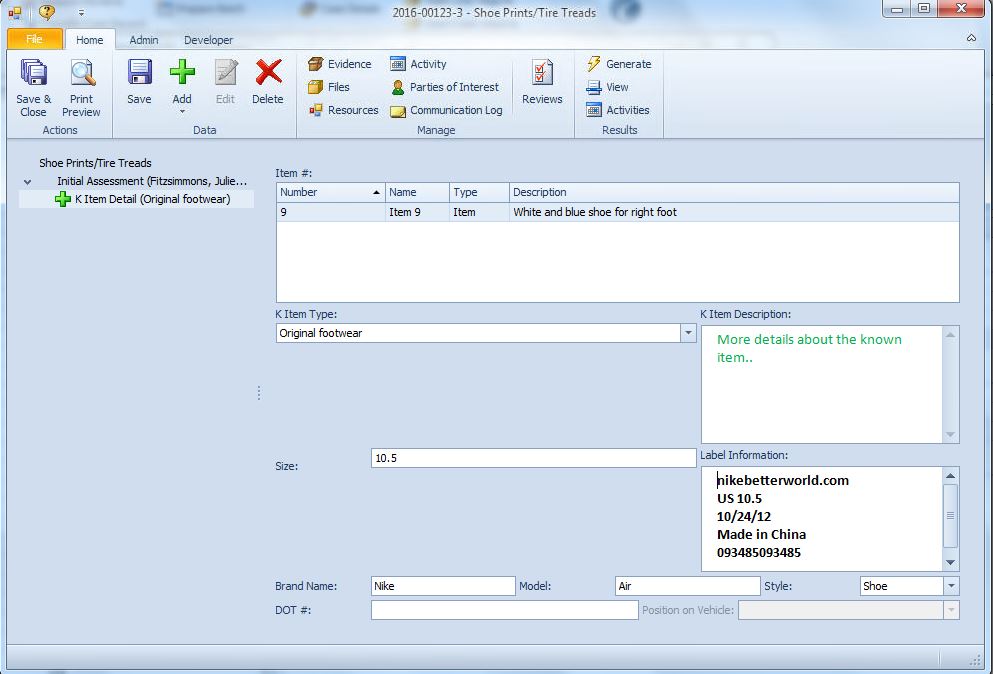 2016-00123-3 - Shoe Prints/Tire Treads
File Home Admin Developer
Save & Close
Print Preview
Save
Add
Edit
Delete
Evidence
Files
Resources
Activity
Parties of Interest
Communication Log
Reviews
Generate
View
Activities
Actions Data Manage Results
Shoe Prints/Tire Treads
Initial Assessment (Fitzsimmons, Julie...
K Item Detail (Original footwear)
Item #:
Number Name Type Description
9 Item 9 Item White and blue shoe for right foot
K Item Type:
Original footwear
K Item Description:
More details about the known
item..
Size:
10.5
Label Information:
nikebetterworld.com
US 10.5
10/24/12
Made in China
093485093485
Brand Name: Nike Model: Air Style: Shoe
DOT #: Position on Vehicle: